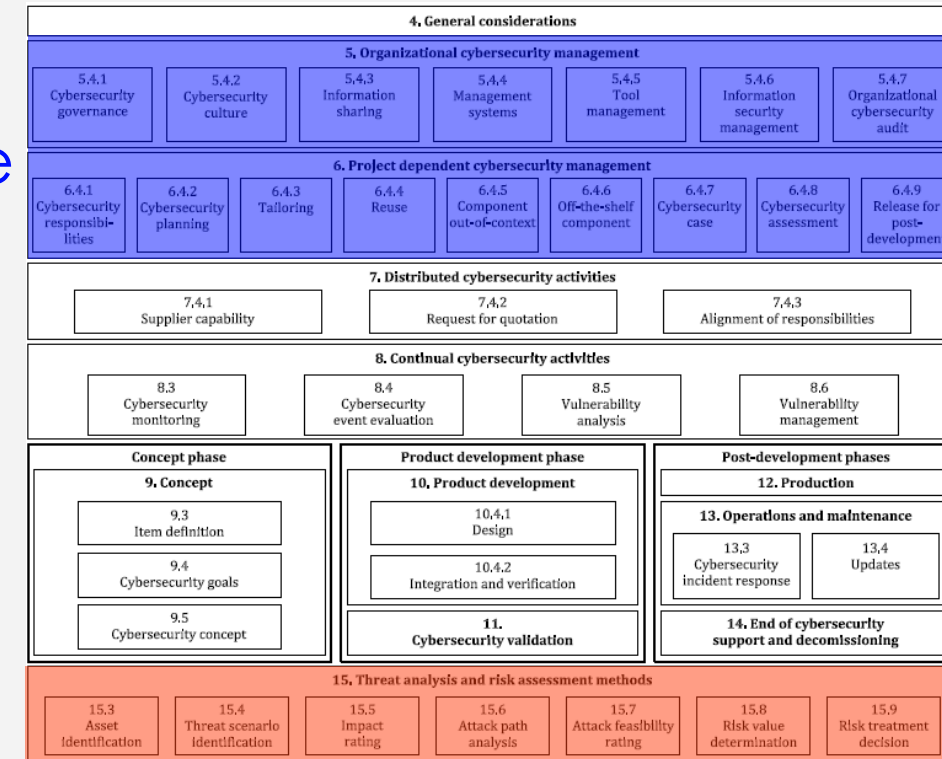 4. General considerations
5. Organizational cybersecurity management
5.4.1
Cybersecurity
governance
5.4.2
Cybersecurity
culture
5.4.3
Information
sharing
5.4.4
Management
systems
5.4.5
Tool
management
5.4.6
Information
security
management
5.4.7
Organizational
cybersecurity
audit
e
6. Project dependent cybersecurity management
6.4.1
Cybersecurity
responsibi-
lities
6.4.2
Cybersecurity
planning
6.4.3
Tailoring
6.4.4
Reuse
6.4.5
Component
out-of-context
6.4.6
Off-the-shelf
component
6.4.7
Cybersecurity
case
6.4.8
Cybersecurity
assessment
6.4.9
Release for
post-
developmen
7. Distributed cybersecurity activities
7.4.1
Supplier capability
7.4.2
Request for quotation
7.4.3
Alignment of responsibilities
8. Continual cybersecurity activities
8.3
Cybersecurity
monitoring
8.4
Cybersecurity
event evaluation
8.5
Vulnerability
analysis
8.6
Vulnerability
management
Concept phase
9. Concept
9.3
Item definition
9.4
Cybersecurity goals
9.5
Cybersecurity concept
Product development phase
10. Product development
10.4.1
Design
10.4.2
Integration and verification
11.
Cybersecurity validation
Post-development phases
12. Production
13. Operations and maintenance
13.3
Cybersecurity
incident response
13.4
Updates
14. End of cybersecurity
support and decomissioning
15. Threat analysis and risk assessment methods
15.3
Asset
identification
15.4
Threat scenario
identification
15.5
Impact
rating
15.6
Attack path
analysis
15.7
Attack feasibility
rating
15.8
Risk value
determination
15.9
Risk treatment
decision